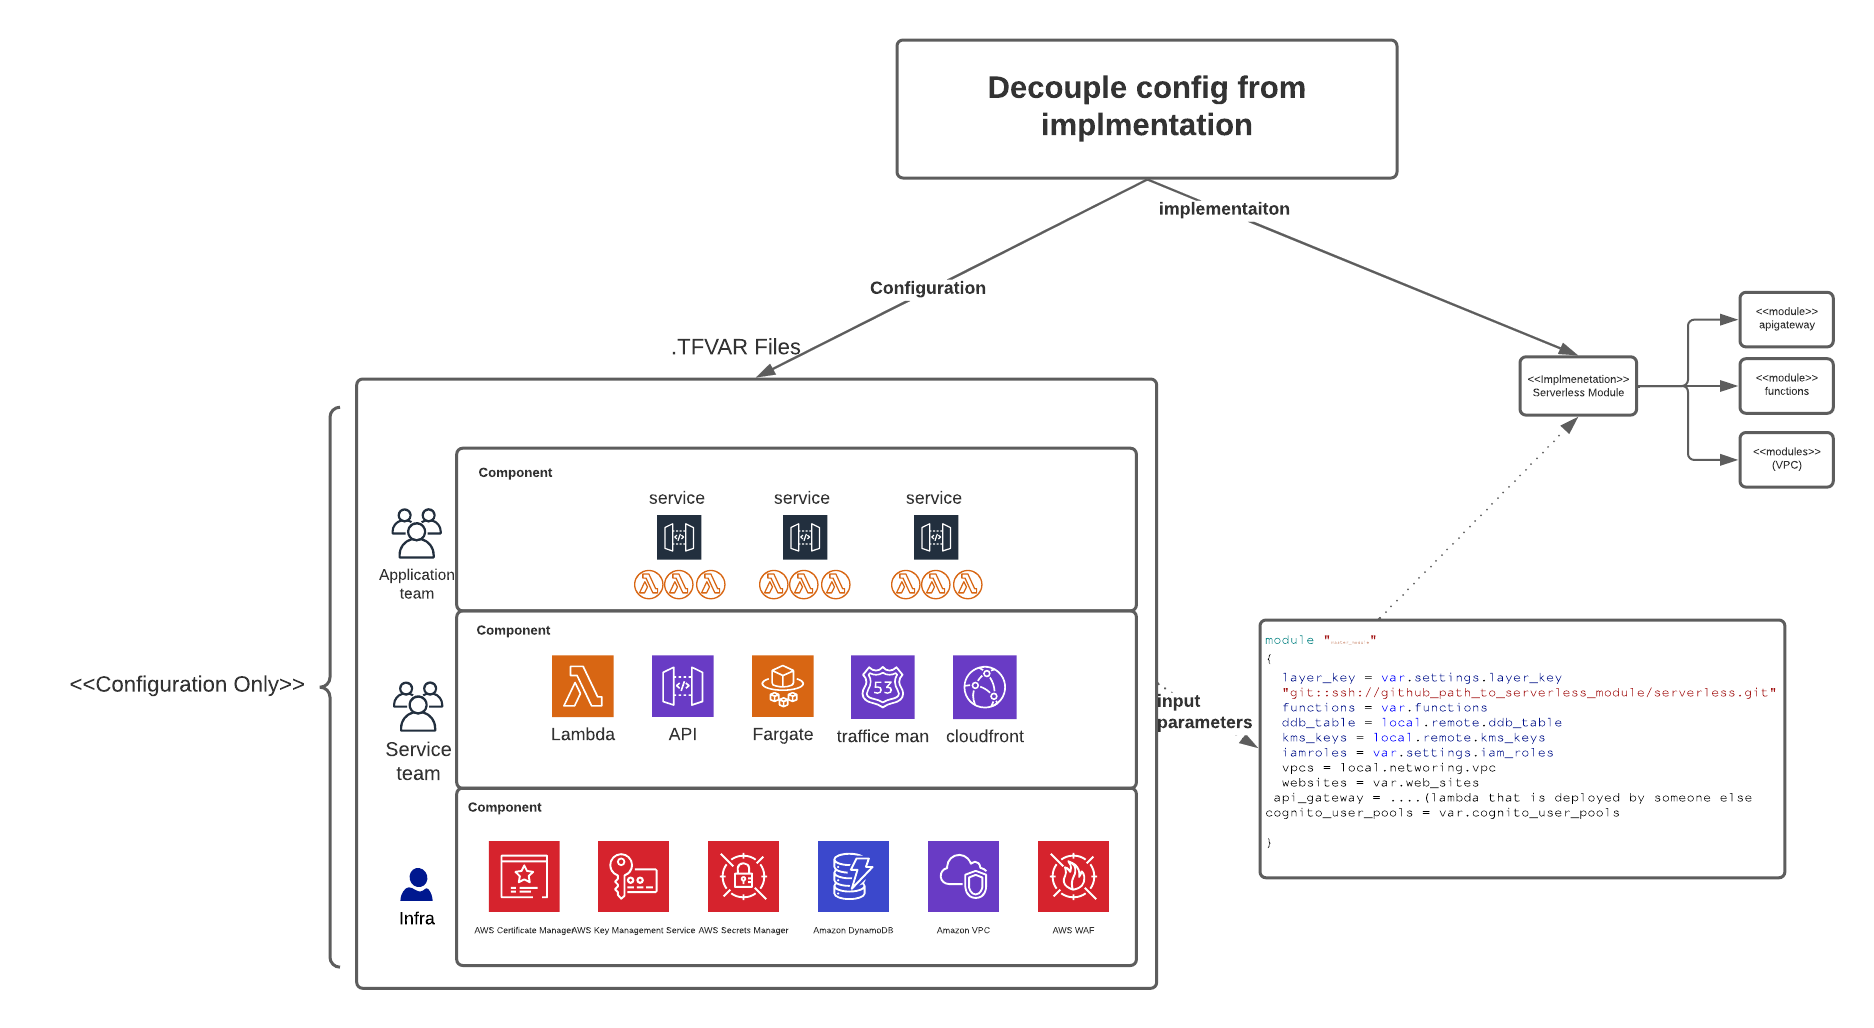 Decouple config from
implmentation
implementaiton
Configuration
.TFVAR Files
<<module>>
apigateway
<<Implmenetation>>
Serverless Module
<<module>>
functions
<<modules>>
(VPC)
Component
service
service
service
Application
team
Component
Lambda
API
Fargate
traffice man
cloudfront
53
<<Configuration Only>>
Service
team
Component
Infra
AWS Certificate Manager
AWS Key Management Service
AWS Secrets Manager
Amazon DynamoDB
Amazon VPC
AWS WAF
input
parameters
module "          "
{
layer_key = var.settings.layer_key
"git::ssh://github_path_to_serverless_module/serverless.git"
functions = var.functions
ddb_table = local.remote.ddb_table
kms_keys = local.remote.kms_keys
iamroles = var.settings.iam_roles
vpcs = local.networing.vpc
websites = var.web_sites
api_gateway = ....(lambda that is deployed by someone else
cognito_user_pools = var.cognito_user_pools
}